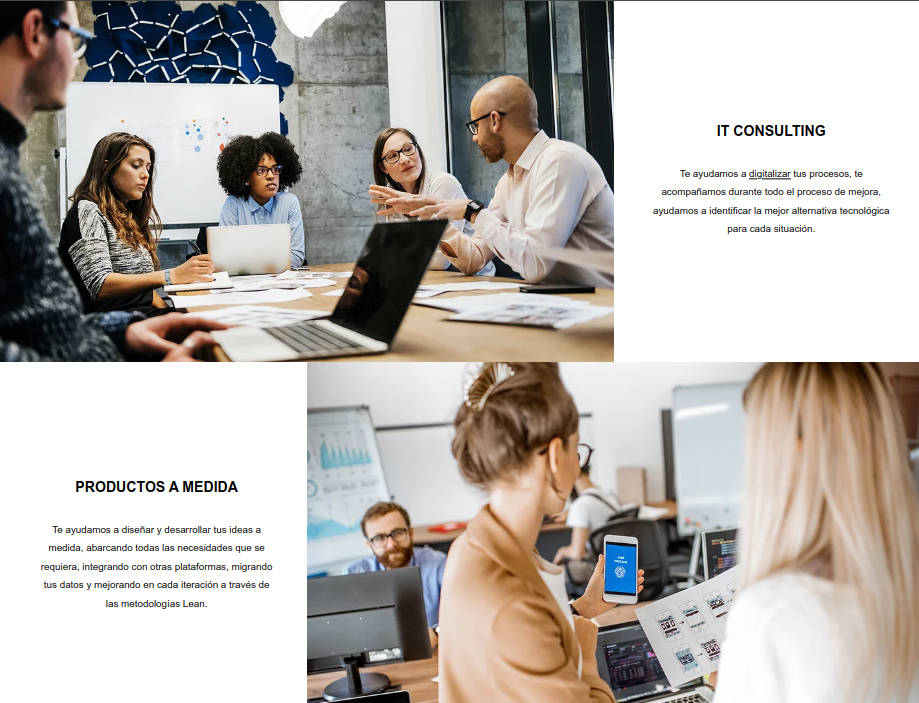 IT CONSULTING
Te ayudamos a digitalizar tus procesos, te
acompañamos durante todo el proceso de mejora,
ayudamos a identificar la mejor alternativa tecnológica
para cada situación.
PRODUCTOS A MEDIDA
Te ayudamos a diseñar y desarrollar tus ideas a
medida, abarcando todas las necesidades que se
requiera, integrando con otras plataformas, migrando
tus datos y mejorando en cada iteración a través de
las metodologías Lean.